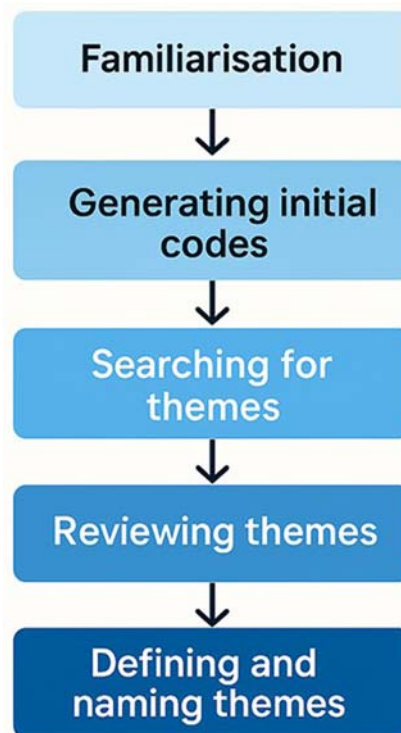 Familiarisation
Generating initial
codes
Searching for
themes
Reviewing themes
Defining and
naming themes